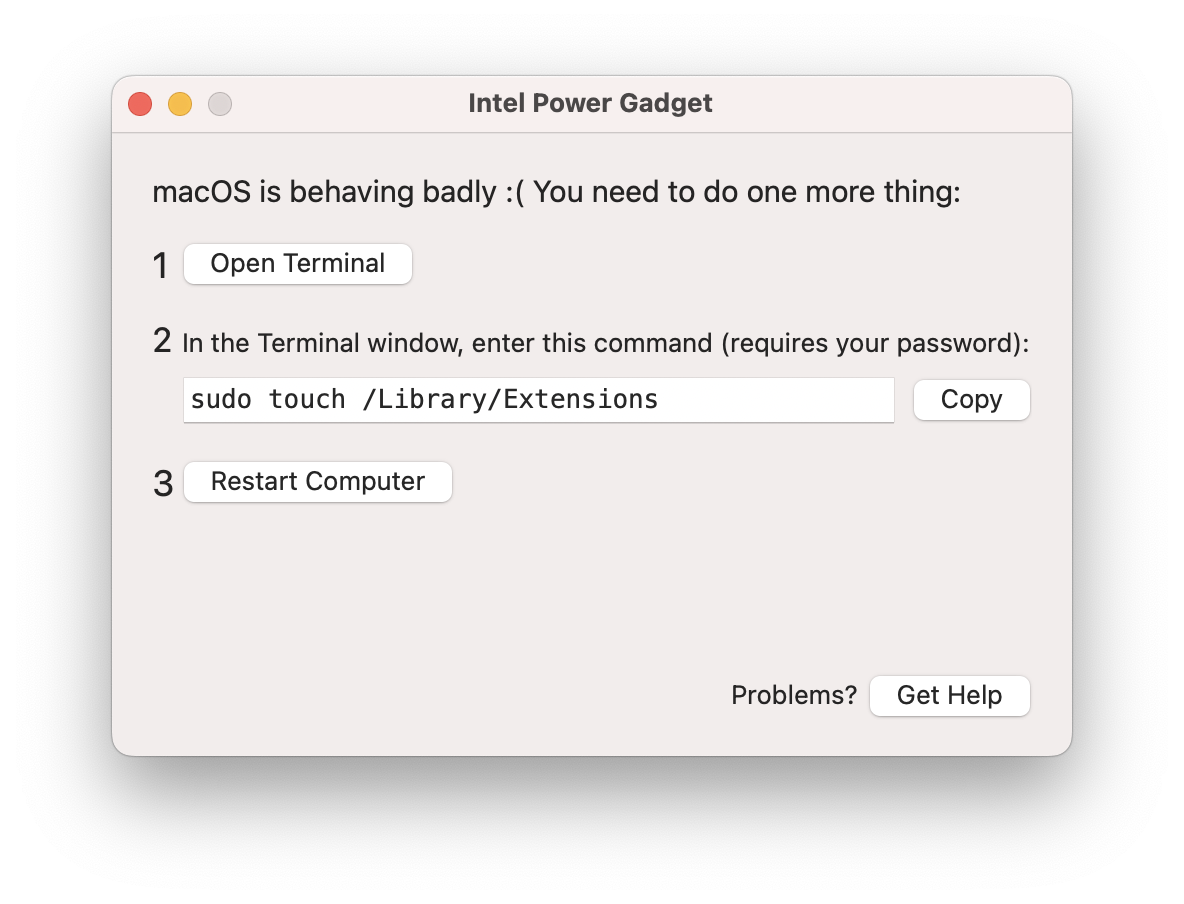 Intel Power Gadget
macOS is behaving badly :( You need to do one more thing:
1 Open Terminal
2 In the Terminal window, enter this command (requires your password):
sudo touch /Library/Extensions Copy
3 Restart Computer
Problems? Get Help